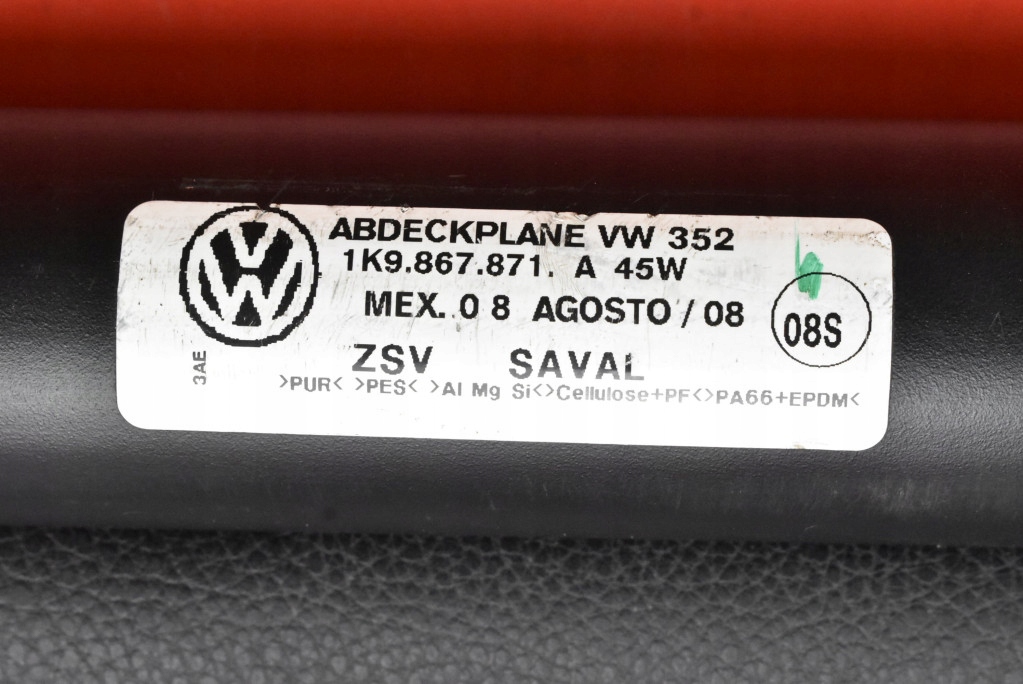 ABDECKPLANE VW 352
1K9.867.871. A 45W
MEX. 0 8 AGOSTO / 08
08S
ZSV SAVAL
3AE
>PUR< >PES< >Al Mg Si<>Cellulose+PF<>PA66+EPDM<